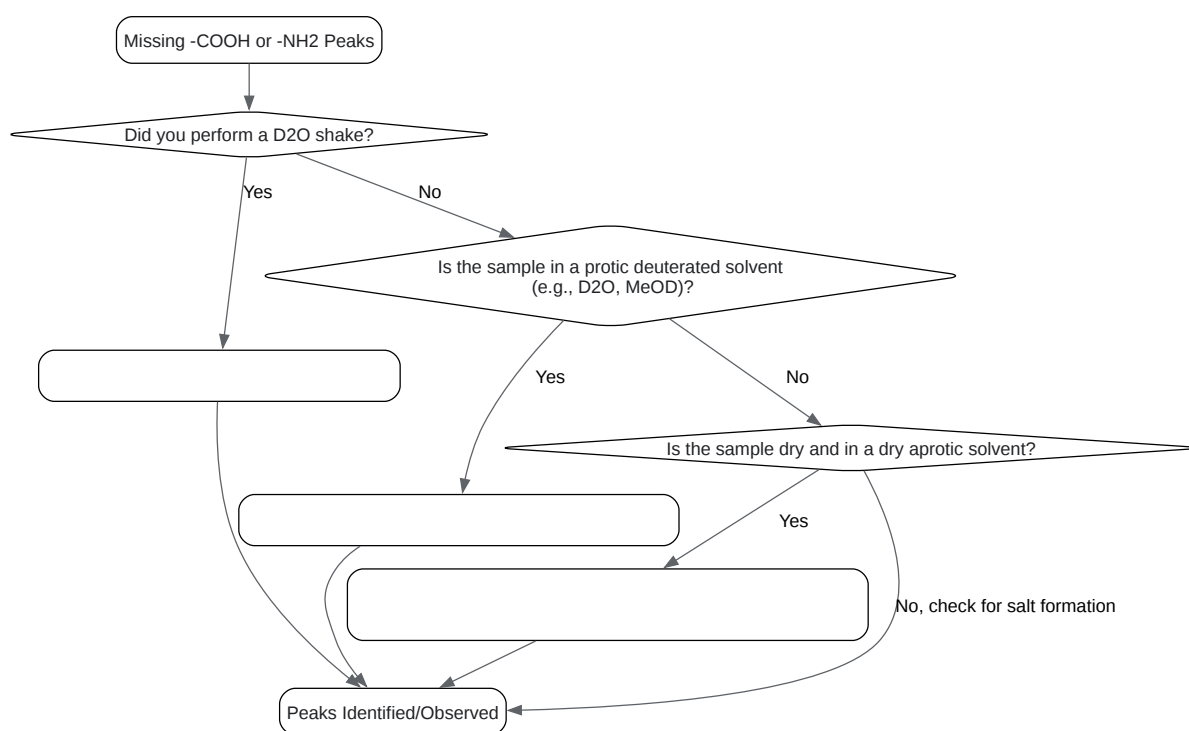 Missing -COOH or -NH2 Peaks
Did you perform a D2O shake?
Yes
No
Is the sample in a protic deuterated solvent
(e.g., D2O, MeOD)?
Yes
No
Is the sample dry and in a dry aprotic solvent?
Yes
No, check for salt formation
Peaks Identified/Observed